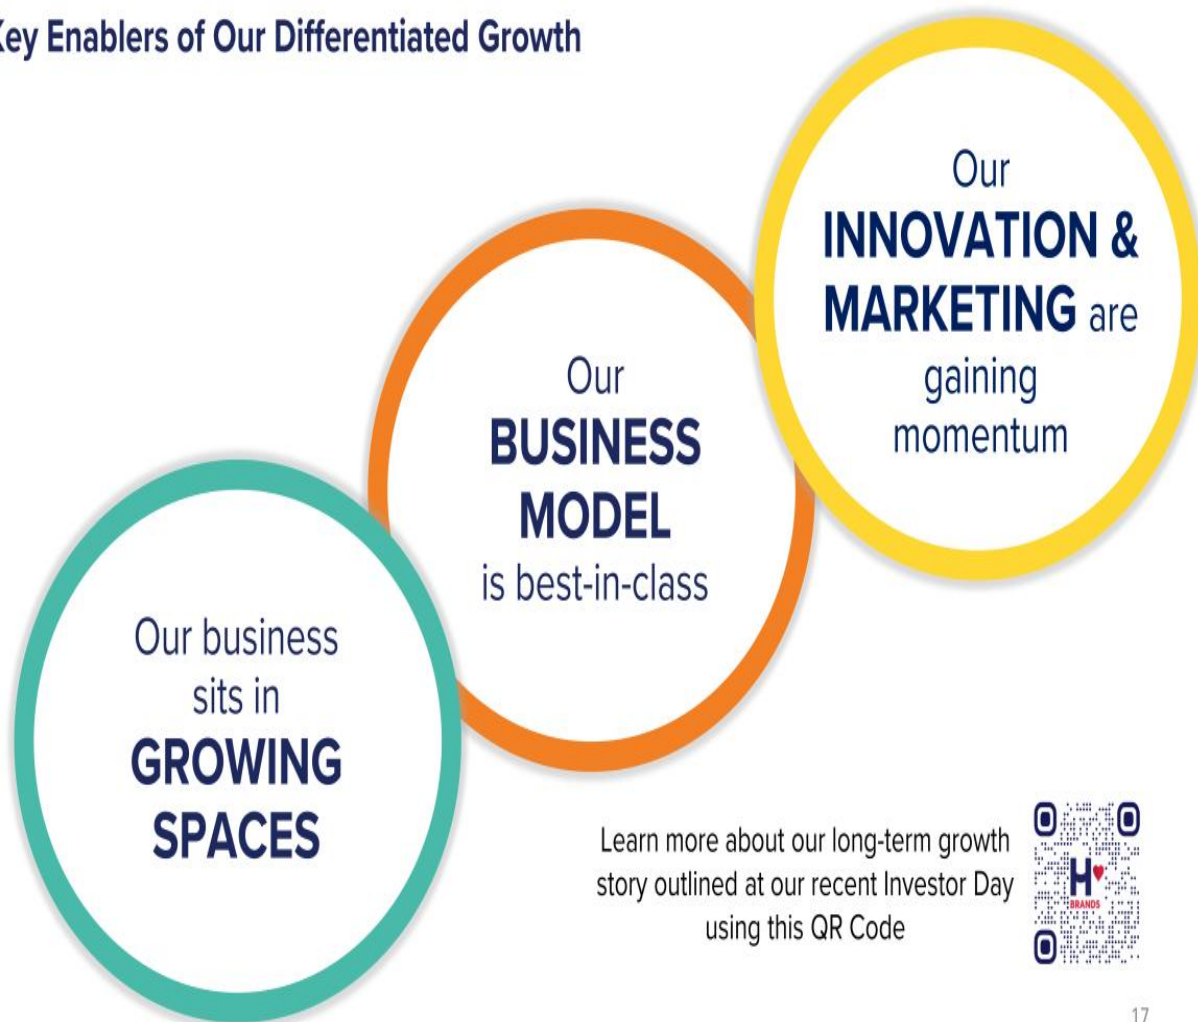 Key Enablers of Our Differentiated Growth
Our
INNOVATION &
MARKETING are
gaining
momentum
Our
BUSINESS
MODEL
is best-in-class
Our business
sits in
GROWING
SPACES
Learn more about our long-term growth
story outlined at our recent Investor Day
using this QR Code
H
BRANDS
17